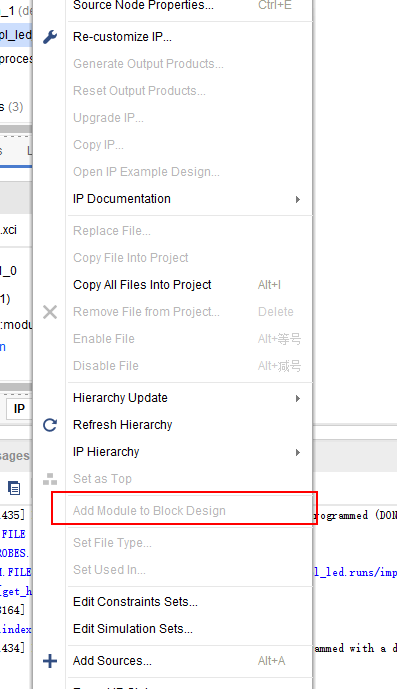 _1 (de
Source Node Properties... Ctrl+E
pl_led
Re-customize IP...
proces
Generate Output Products...
Reset Output Products...
s (3)
Upgrade IP...
Copy IP...
s L
Open IP Example Design...
IP Documentation
.xci
Replace File...
Copy File Into Project
1_0
Copy All Files Into Project Alt+I
1)
Remove File from Project... Delete
:modu
Enable File Alt+等号
n
Disable File Alt+减号
Hierarchy Update
IP
Refresh Hierarchy
sages
IP Hierarchy
Set as Top
Add Module to Block Design
435] rogrammed (DON
.FILE
Set File Type...
ROBES.
M.FILE l_led.runs/imp
Set Used In...
[get_h
Edit Constraints Sets...
3164]
index
Edit Simulation Sets...
434] mmed with a d
Add Sources... Alt+A